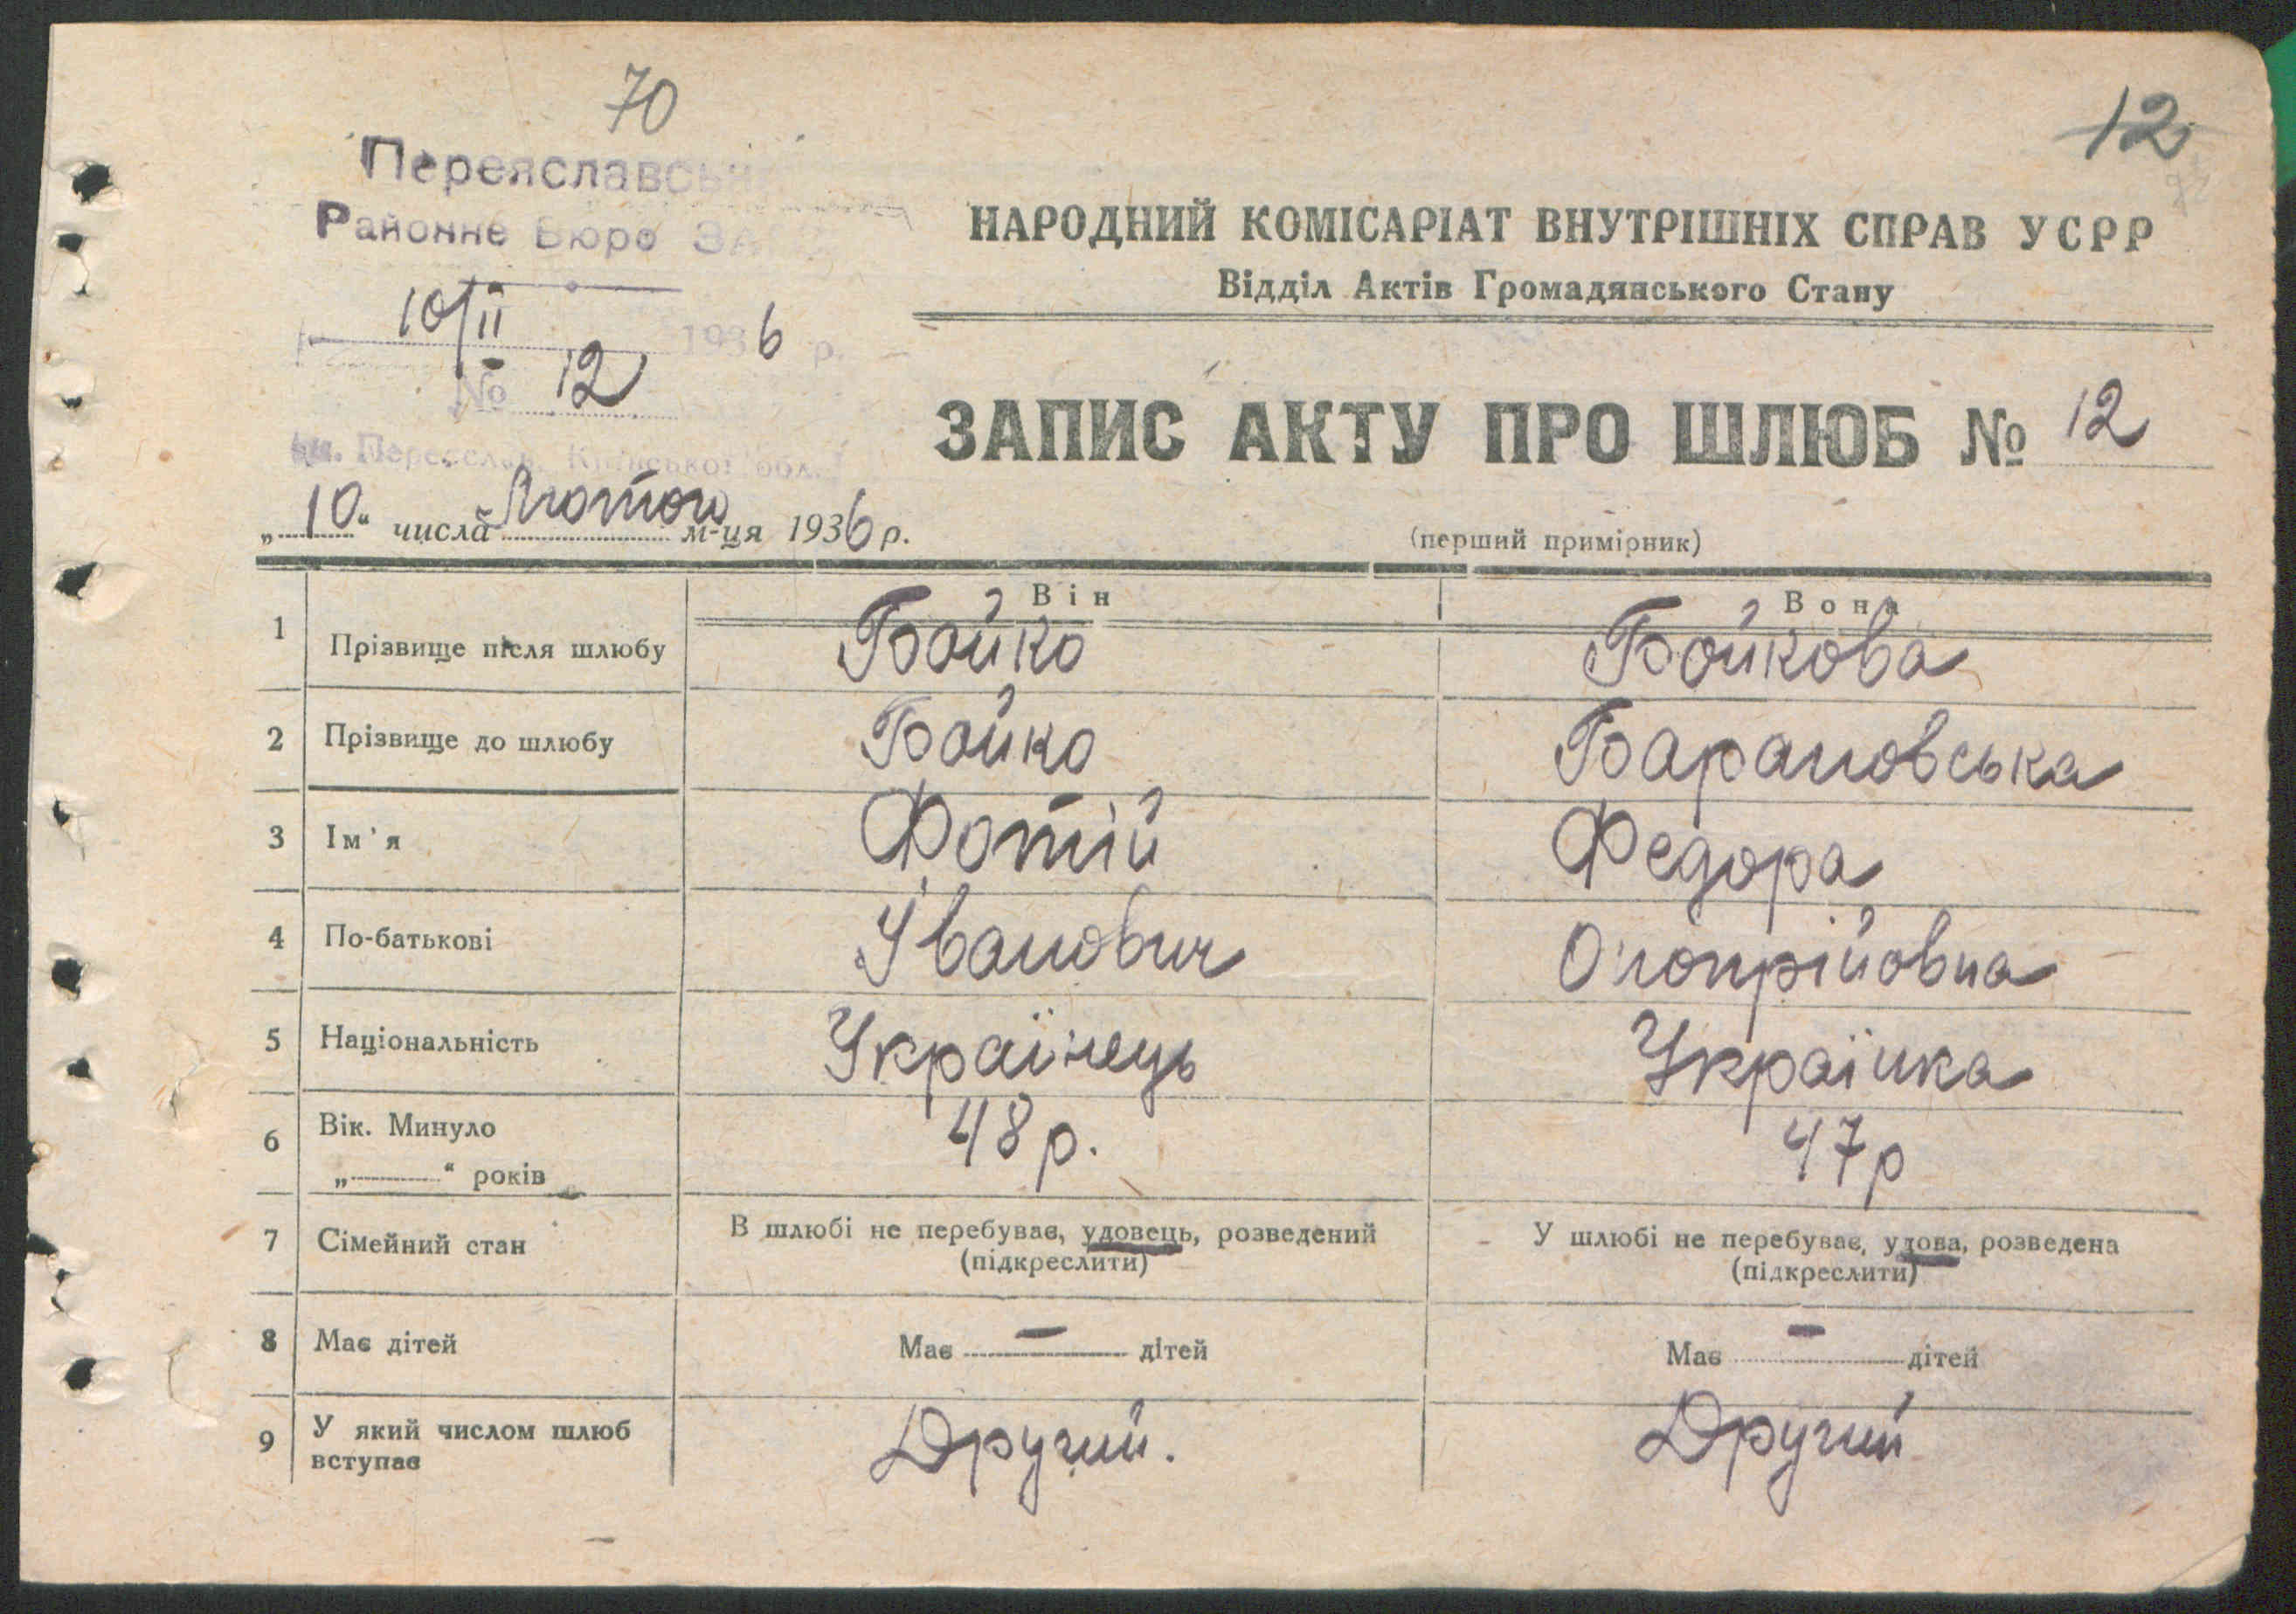 70
12
Переяславськ
Районне Бюро ЗАГС
10/II 1936 р.
№ 12
м. Переяслав, Київської обл.
НАРОДНИЙ КОМІСАРІАТ ВНУТРІШНІХ СПРАВ УСРР
Відділ Актів Громадянського Стану
ЗАПИС АКТУ ПРО ШЛЮБ № 12
„10“ числа Лютого м-ця 1936 р.
(перший примірник)
Він Вона
1 Прізвище після шлюбу Бойко Бойкова
2 Прізвище до шлюбу Бойко Барановська
3 Ім'я Фотій Федора
4 По-батькові Іванович Онопрійовна
5 Національність Українець Українка
6 Вік. Минуло 48 р. 47 р
„ “ років
7 Сімейний стан В шлюбі не перебував, удовець, розведений У шлюбі не перебуває, удова, розведена
(підкреслити) (підкреслити)
8 Має дітей Має — дітей Має — дітей
9 У який числом шлюб Другий. Другий
вступає